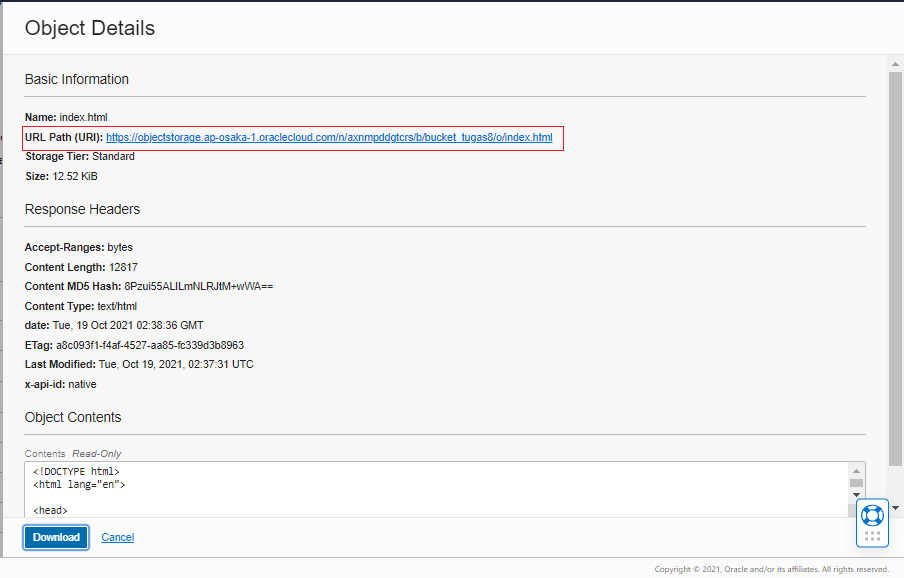 Object Details
Basic Information
Name: index.html
URL Path (URI): https://objectstorage.ap-osaka-1.oraclecloud.com/n/axnmpddgtcrs/b/bucket_tugas8/o/index.html
Storage Tier: Standard
Size: 12.52 KiB
Response Headers
Accept-Ranges: bytes
Content Length: 12817
Content MD5 Hash: 8Pzui55ALILmNLRJtM+wWA==
Content Type: text/html
date: Tue, 19 Oct 2021 02:38:36 GMT
ETag: a8c093f1-f4af-4527-aa85-fc339d3b8963
Last Modified: Tue, Oct 19, 2021, 02:37:31 UTC
x-api-id: native
Object Contents
Contents Read-Only
<!DOCTYPE html>
<html lang="en">
<head>
Download Cancel
Copyright © 2021, Oracle and/or its affiliates. All rights reserved.